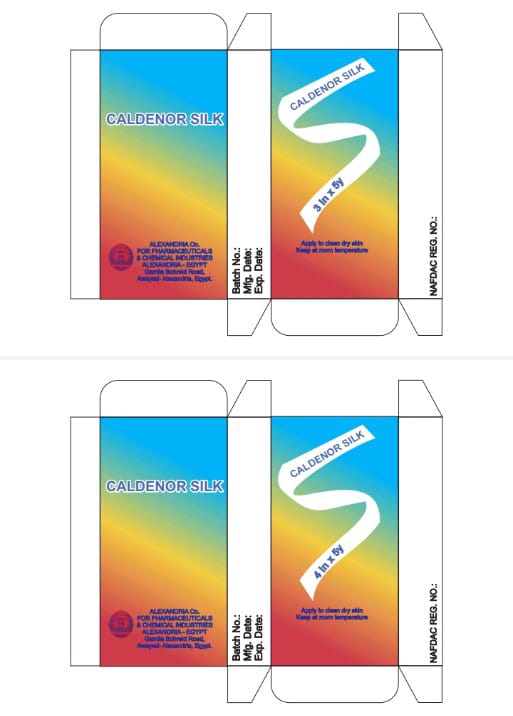 CALDENOR SILK
ALEXANDRIA Co.
FOR PHARMACEUTICALS
& CHEMICAL INDUSTRIES
ALEXANDRIA - EGYPT
Gamila Bohreid Road,
Awayed- Alexandria, Egypt.
Batch No.:
Mfg. Date:
Exp. Date:
CALDENOR SILK
3 in x 5y
Apply to clean dry skin
Keep at room temperature
NAFDAC REG. NO.:
CALDENOR SILK
ALEXANDRIA Co.
FOR PHARMACEUTICALS
& CHEMICAL INDUSTRIES
ALEXANDRIA - EGYPT
Gamila Bohreid Road,
Awayed- Alexandria, Egypt.
Batch No.:
Mfg. Date:
Exp. Date:
CALDENOR SILK
4 in x 5y
Apply to clean dry skin
Keep at room temperature
NAFDAC REG. NO.: